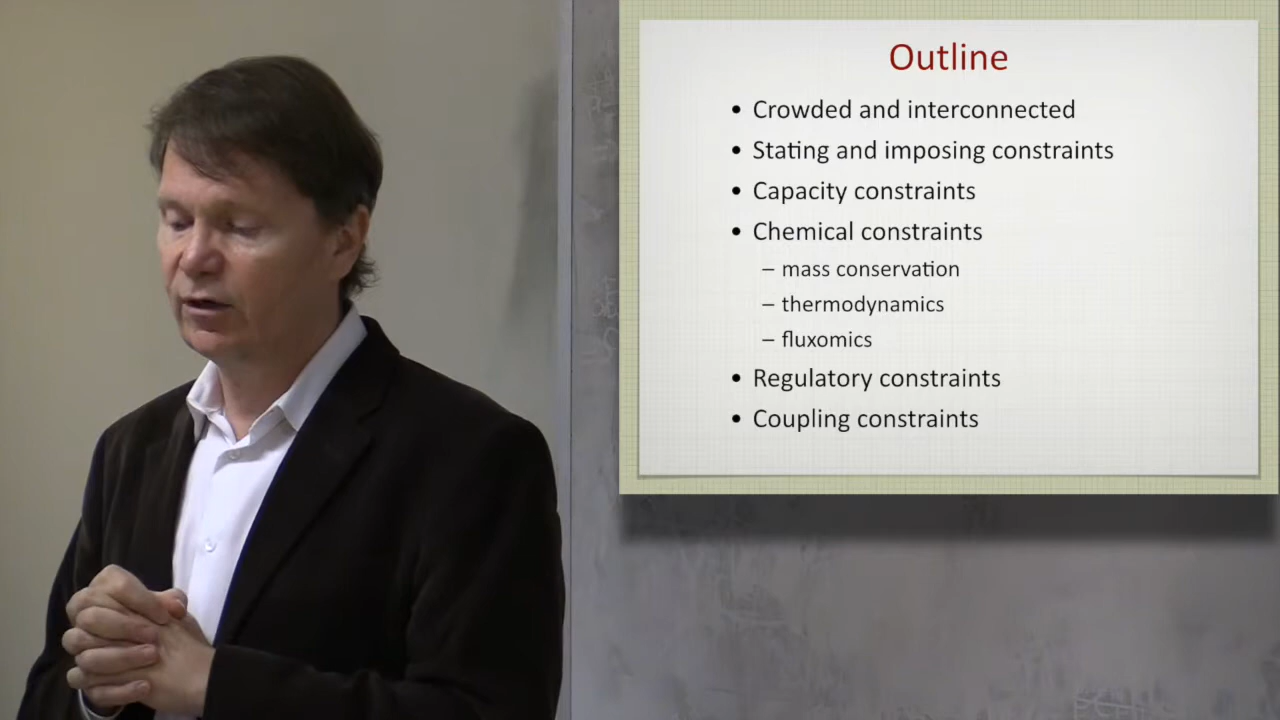 Outline
• Crowded and interconnected
• Stating and imposing constraints
• Capacity constraints
• Chemical constraints
– mass conservation
– thermodynamics
– fluxomics
• Regulatory constraints
• Coupling constraints